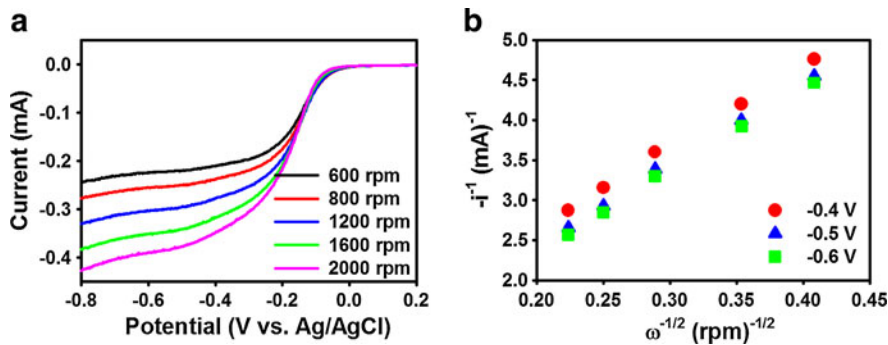 a
0.0
-0.1
-0.2
-0.3
-0.4
Current (mA)
600 rpm
800 rpm
1200 rpm
1600 rpm
2000 rpm
-0.8 -0.6 -0.4 -0.2 0.0 0.2
Potential (V vs. Ag/AgCl)
b
5.0
4.5
4.0
3.5
3.0
2.5
2.0
-i⁻¹ (mA)⁻¹
-0.4 V
-0.5 V
-0.6 V
0.20 0.25 0.30 0.35 0.40 0.45
ω⁻¹/² (rpm)⁻¹/²